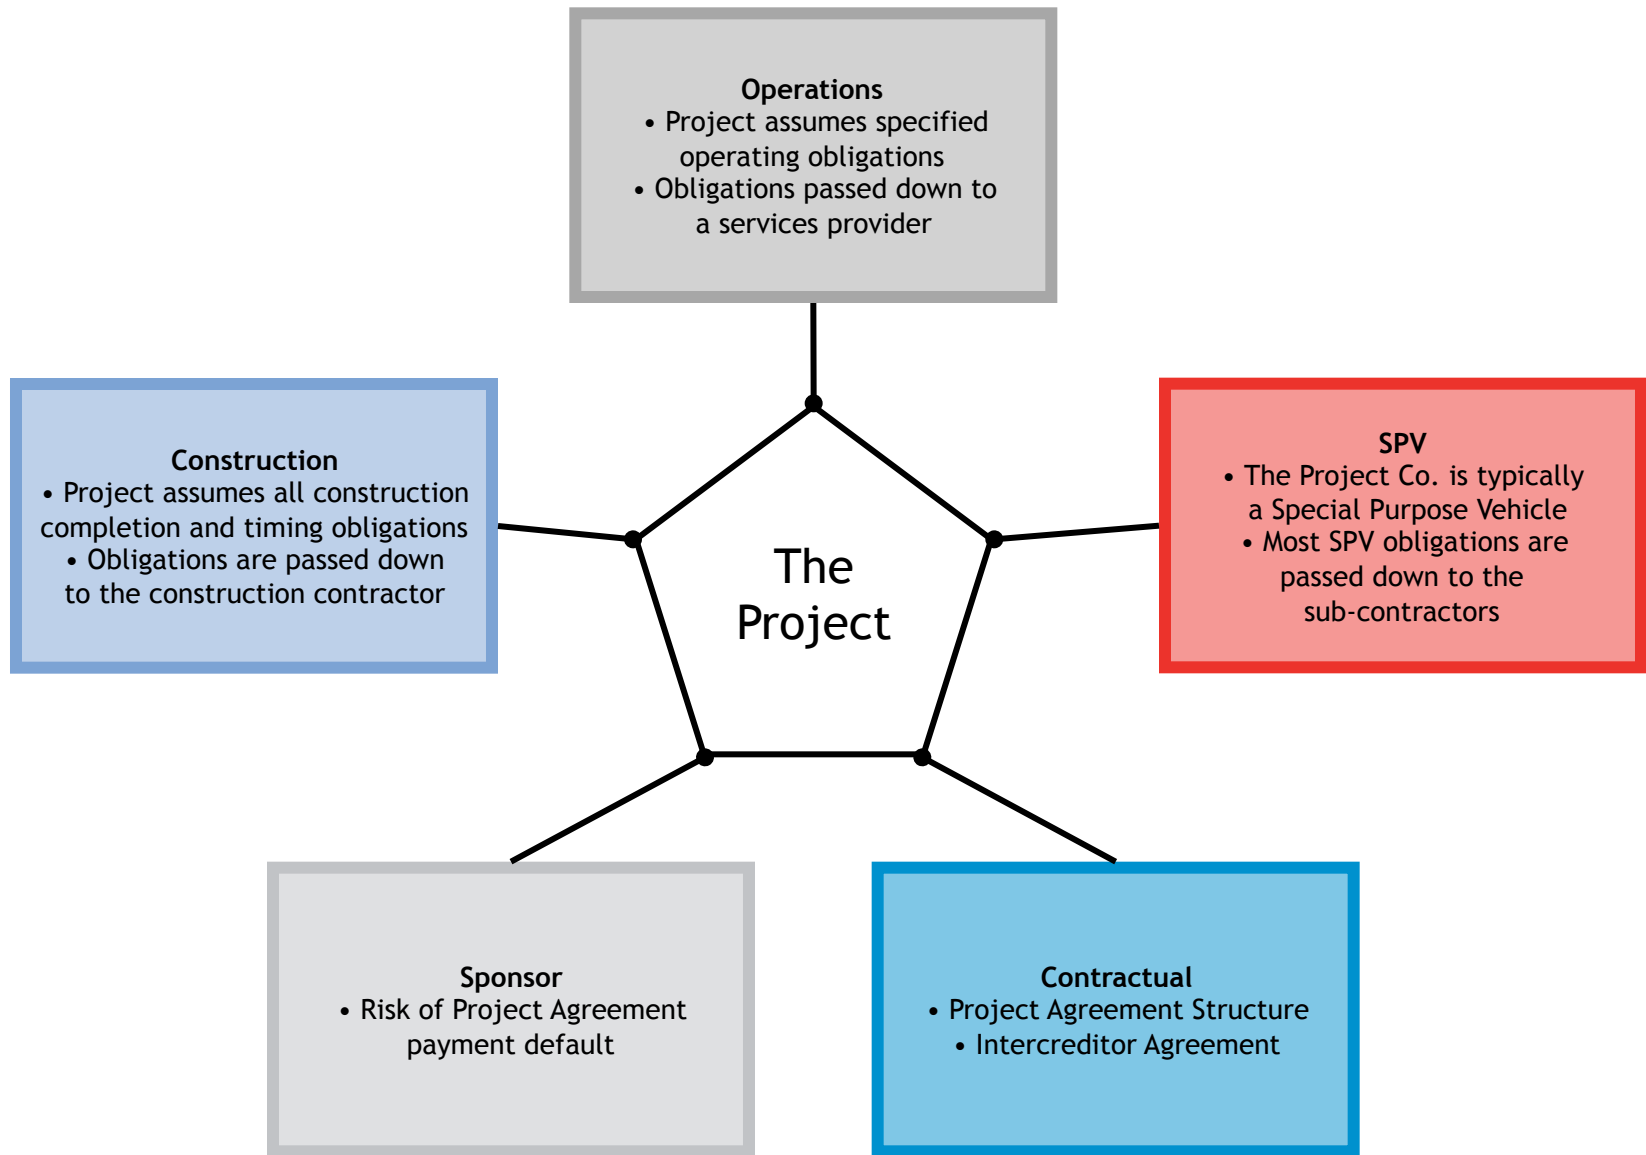 Operations
• Project assumes specified
operating obligations
• Obligations passed down to
a services provider
Construction
• Project assumes all construction
completion and timing obligations
• Obligations are passed down
to the construction contractor
SPV
• The Project Co. is typically
a Special Purpose Vehicle
• Most SPV obligations are
passed down to the
sub-contractors
The
Project
Sponsor
• Risk of Project Agreement
payment default
Contractual
• Project Agreement Structure
• Intercreditor Agreement